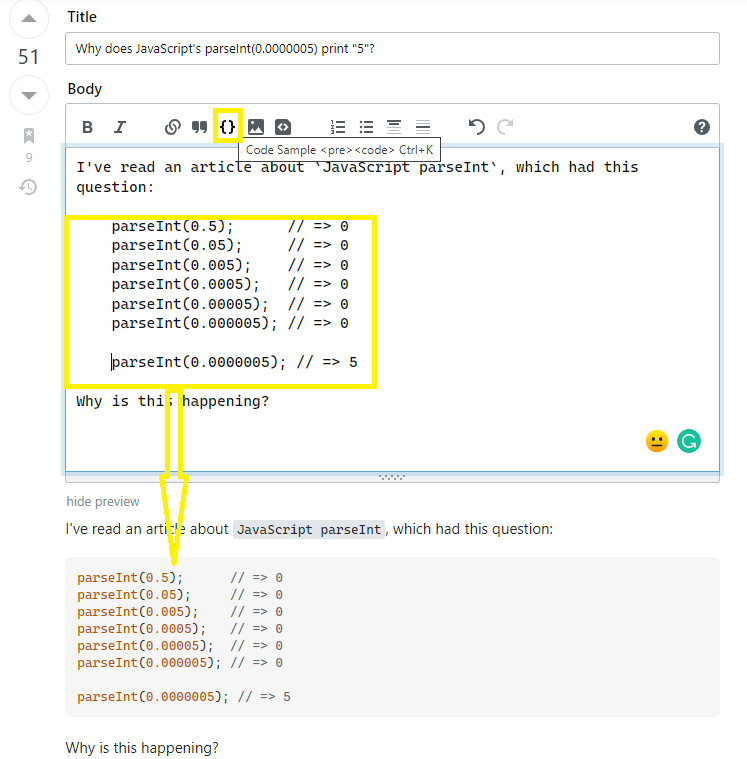 Title
51
Why does JavaScript's parseInt(0.0000005) print "5"?
Body
B I {}
Code Sample <pre><code> Ctrl+K
9
I've read an article about `JavaScript parseInt`, which had this
question:
parseInt(0.5);      // => 0
parseInt(0.05);     // => 0
parseInt(0.005);    // => 0
parseInt(0.0005);   // => 0
parseInt(0.00005);  // => 0
parseInt(0.000005); // => 0
parseInt(0.0000005); // => 5
Why is this happening?
hide preview
I've read an article about JavaScript parseInt, which had this question:
parseInt(0.5);      // => 0
parseInt(0.05);     // => 0
parseInt(0.005);    // => 0
parseInt(0.0005);   // => 0
parseInt(0.00005);  // => 0
parseInt(0.000005); // => 0
parseInt(0.0000005); // => 5
Why is this happening?